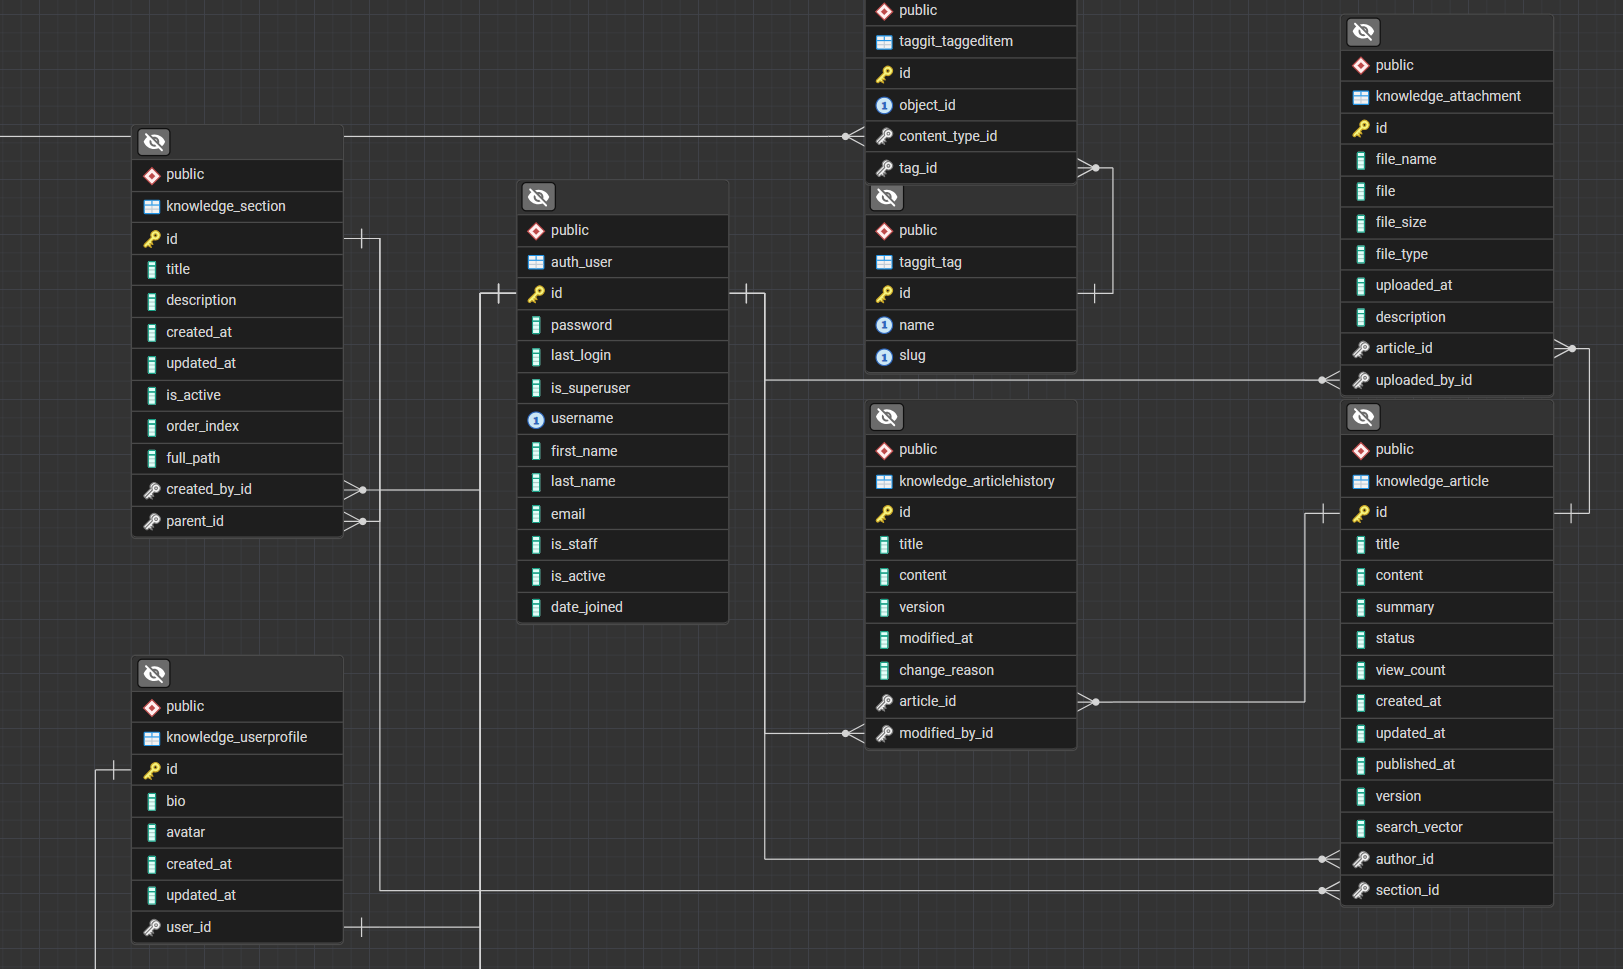 public
taggit_taggeditem
id
object_id
content_type_id
tag_id
public
knowledge_attachment
id
file_name
file
file_size
file_type
uploaded_at
description
article_id
uploaded_by_id
public
knowledge_section
id
title
description
created_at
updated_at
is_active
order_index
full_path
created_by_id
parent_id
public
auth_user
id
password
last_login
is_superuser
username
first_name
last_name
email
is_staff
is_active
date_joined
public
taggit_tag
id
name
slug
public
knowledge_articlehistory
id
title
content
version
modified_at
change_reason
article_id
modified_by_id
public
knowledge_article
id
title
content
summary
status
view_count
created_at
updated_at
published_at
version
search_vector
author_id
section_id
public
knowledge_userprofile
id
bio
avatar
created_at
updated_at
user_id